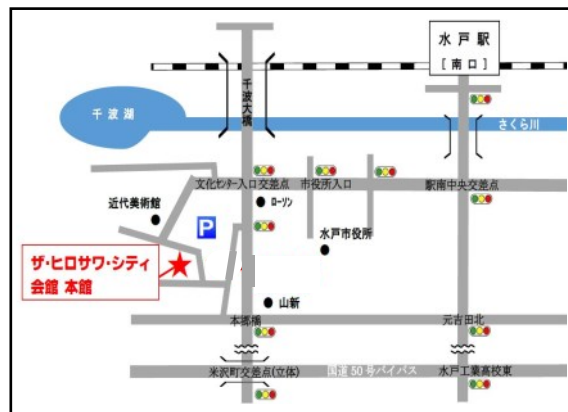 水戸駅
[南口]
千波大橋
千波湖
さくら川
文化センター入口交差点
市役所入口
駅南中央交差点
近代美術館
ローソン
P
水戸市役所
ザ・ヒロサワ・シティ
会館 本館
山新
本郷橋
元吉田北
米沢町交差点(立体)
国道50号バイパス
水戸工業高校東